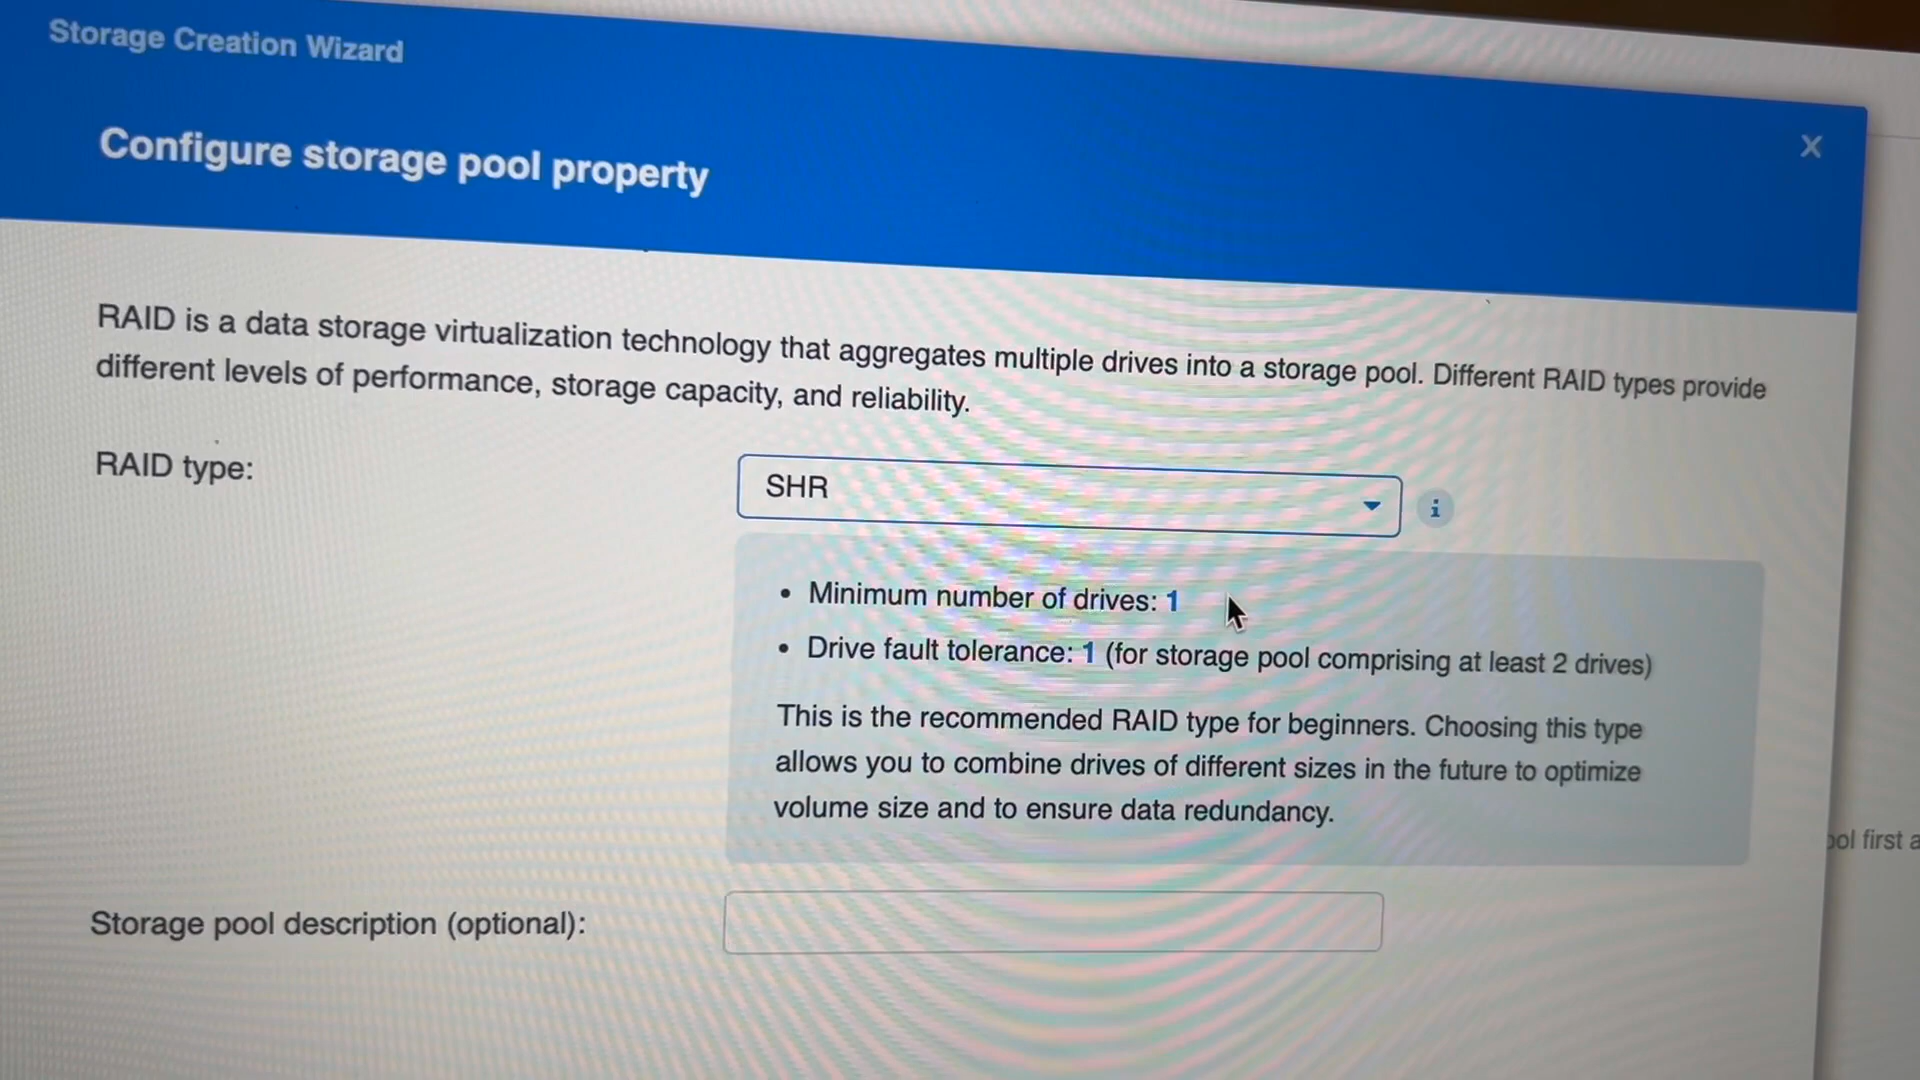 Storage Creation Wizard
Configure storage pool property
X
RAID is a data storage virtualization technology that aggregates multiple drives into a storage pool. Different RAID types provide
different levels of performance, storage capacity, and reliability.
RAID type:
SHR
i
• Minimum number of drives: 1
• Drive fault tolerance: 1 (for storage pool comprising at least 2 drives)
This is the recommended RAID type for beginners. Choosing this type
allows you to combine drives of different sizes in the future to optimize
volume size and to ensure data redundancy.
first
Storage pool description (optional):